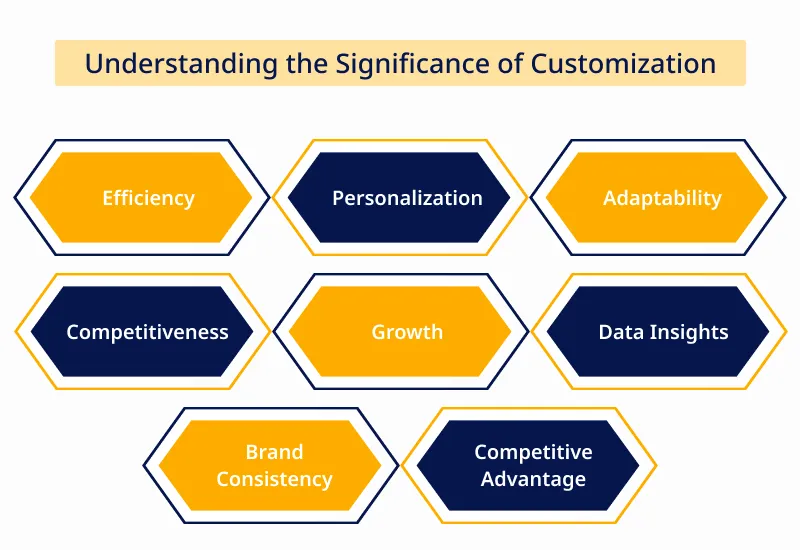 Understanding the Significance of Customization
Efficiency
Personalization
Adaptability
Competitiveness
Growth
Data Insights
Brand
Consistency
Competitive
Advantage